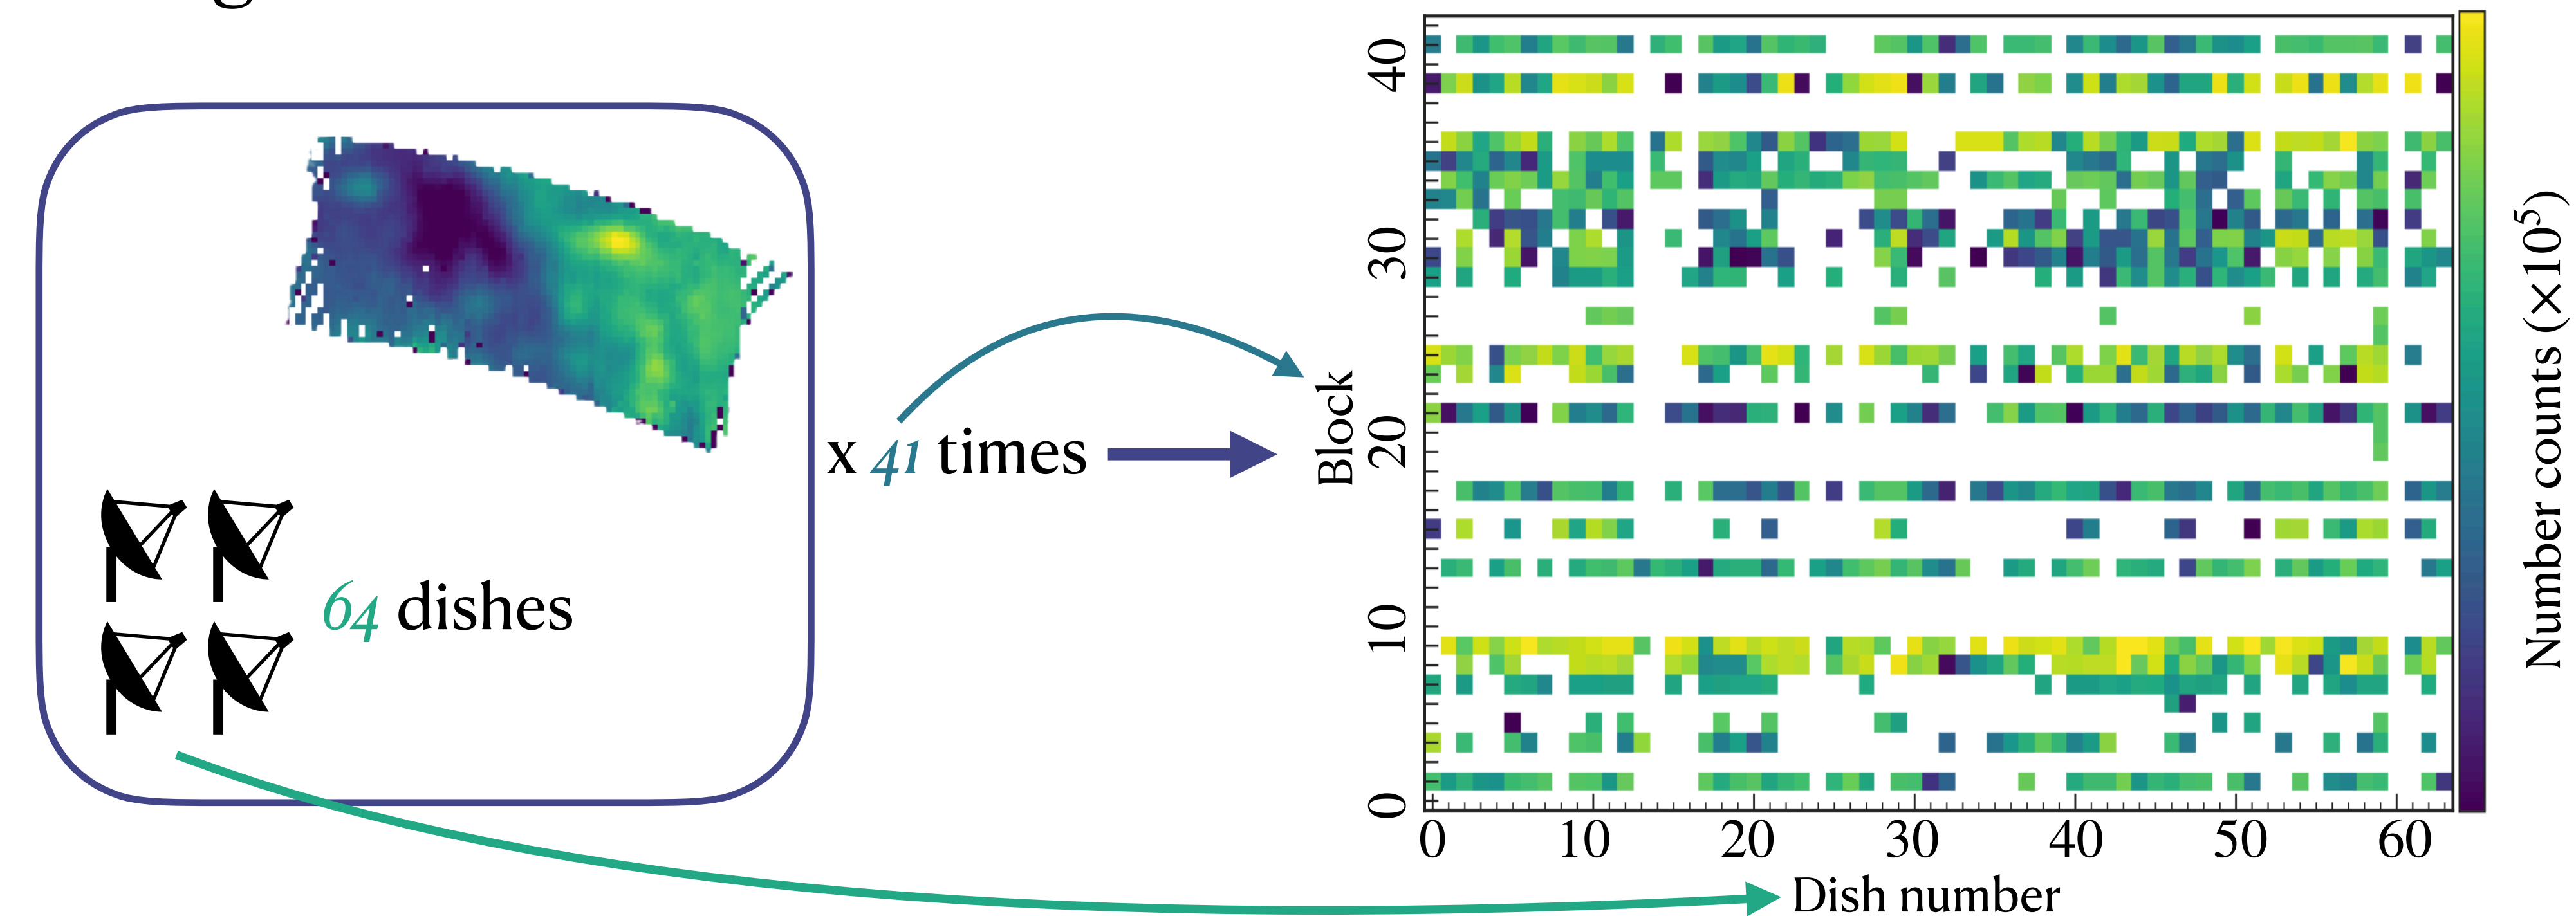 64 dishes
x 41 times
Block
0
10
20
30
40
0 10 20 30 40 50 60
Dish number
Number counts (×10⁵)